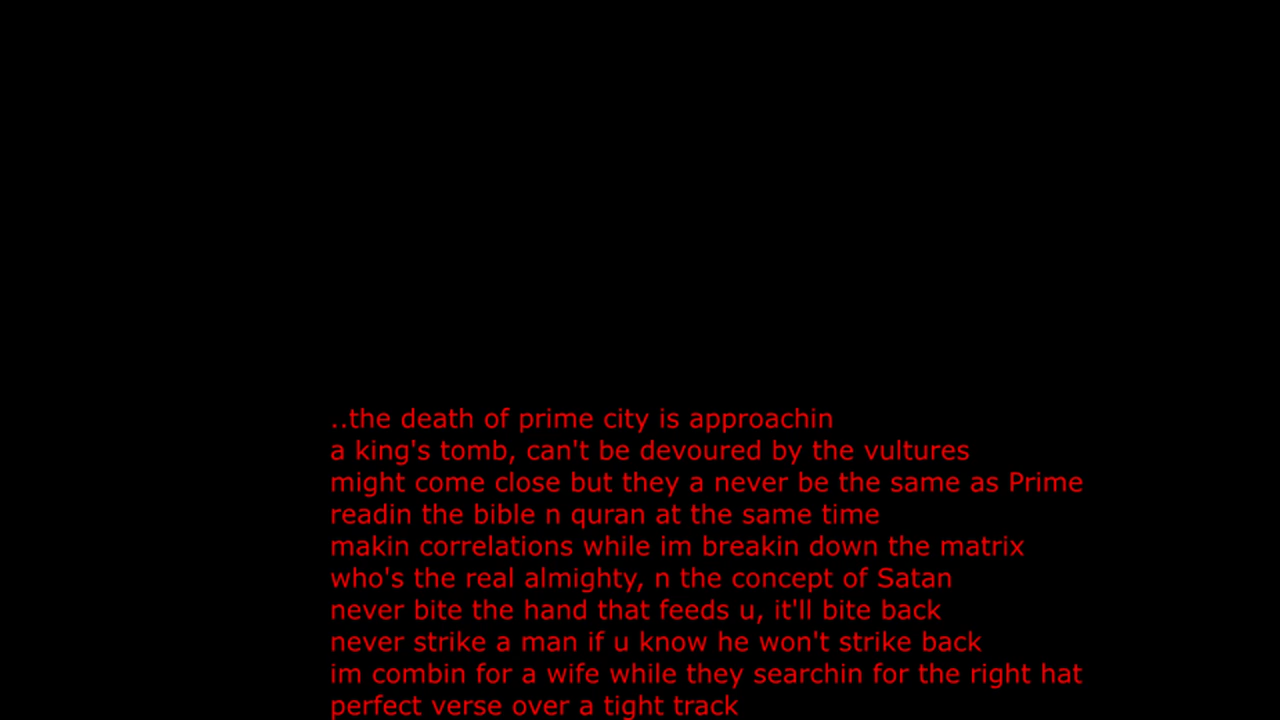 ..the death of prime city is approachin
a king's tomb, can't be devoured by the vultures
might come close but they a never be the same as Prime
readin the bible n quran at the same time
makin correlations while im breakin down the matrix
who's the real almighty, n the concept of Satan
never bite the hand that feeds u, it'll bite back
never strike a man if u know he won't strike back
im combin for a wife while they searchin for the right hat
perfect verse over a tight track